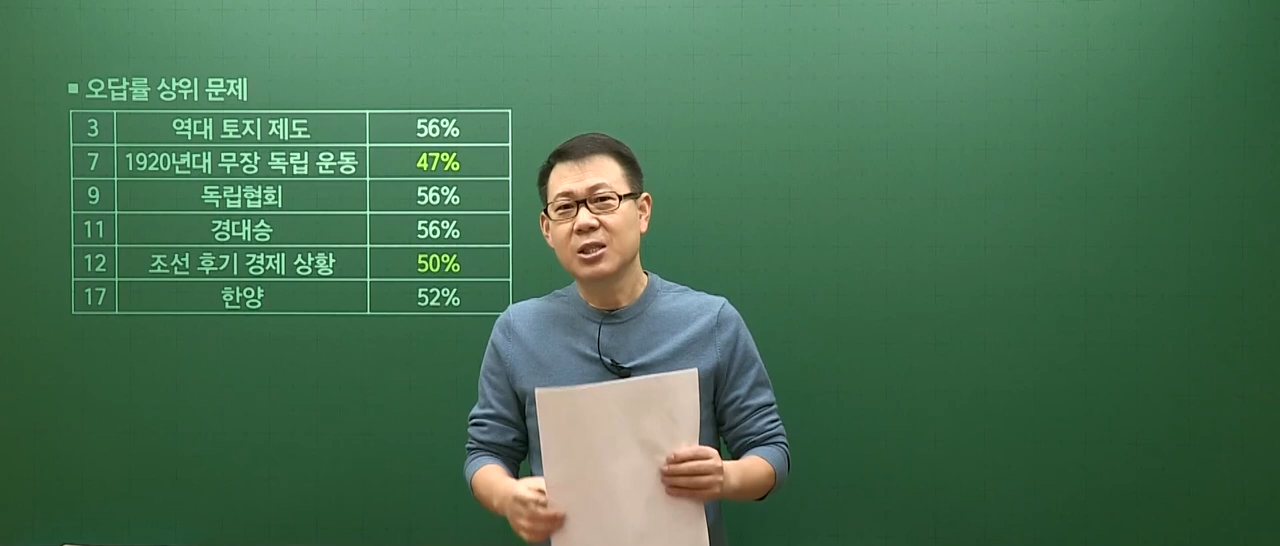 ■ 오답률 상위 문제
3 역대 토지 제도 56%
7 1920년대 무장 독립 운동 47%
9 독립협회 56%
11 경대승 56%
12 조선 후기 경제 상황 50%
17 한양 52%